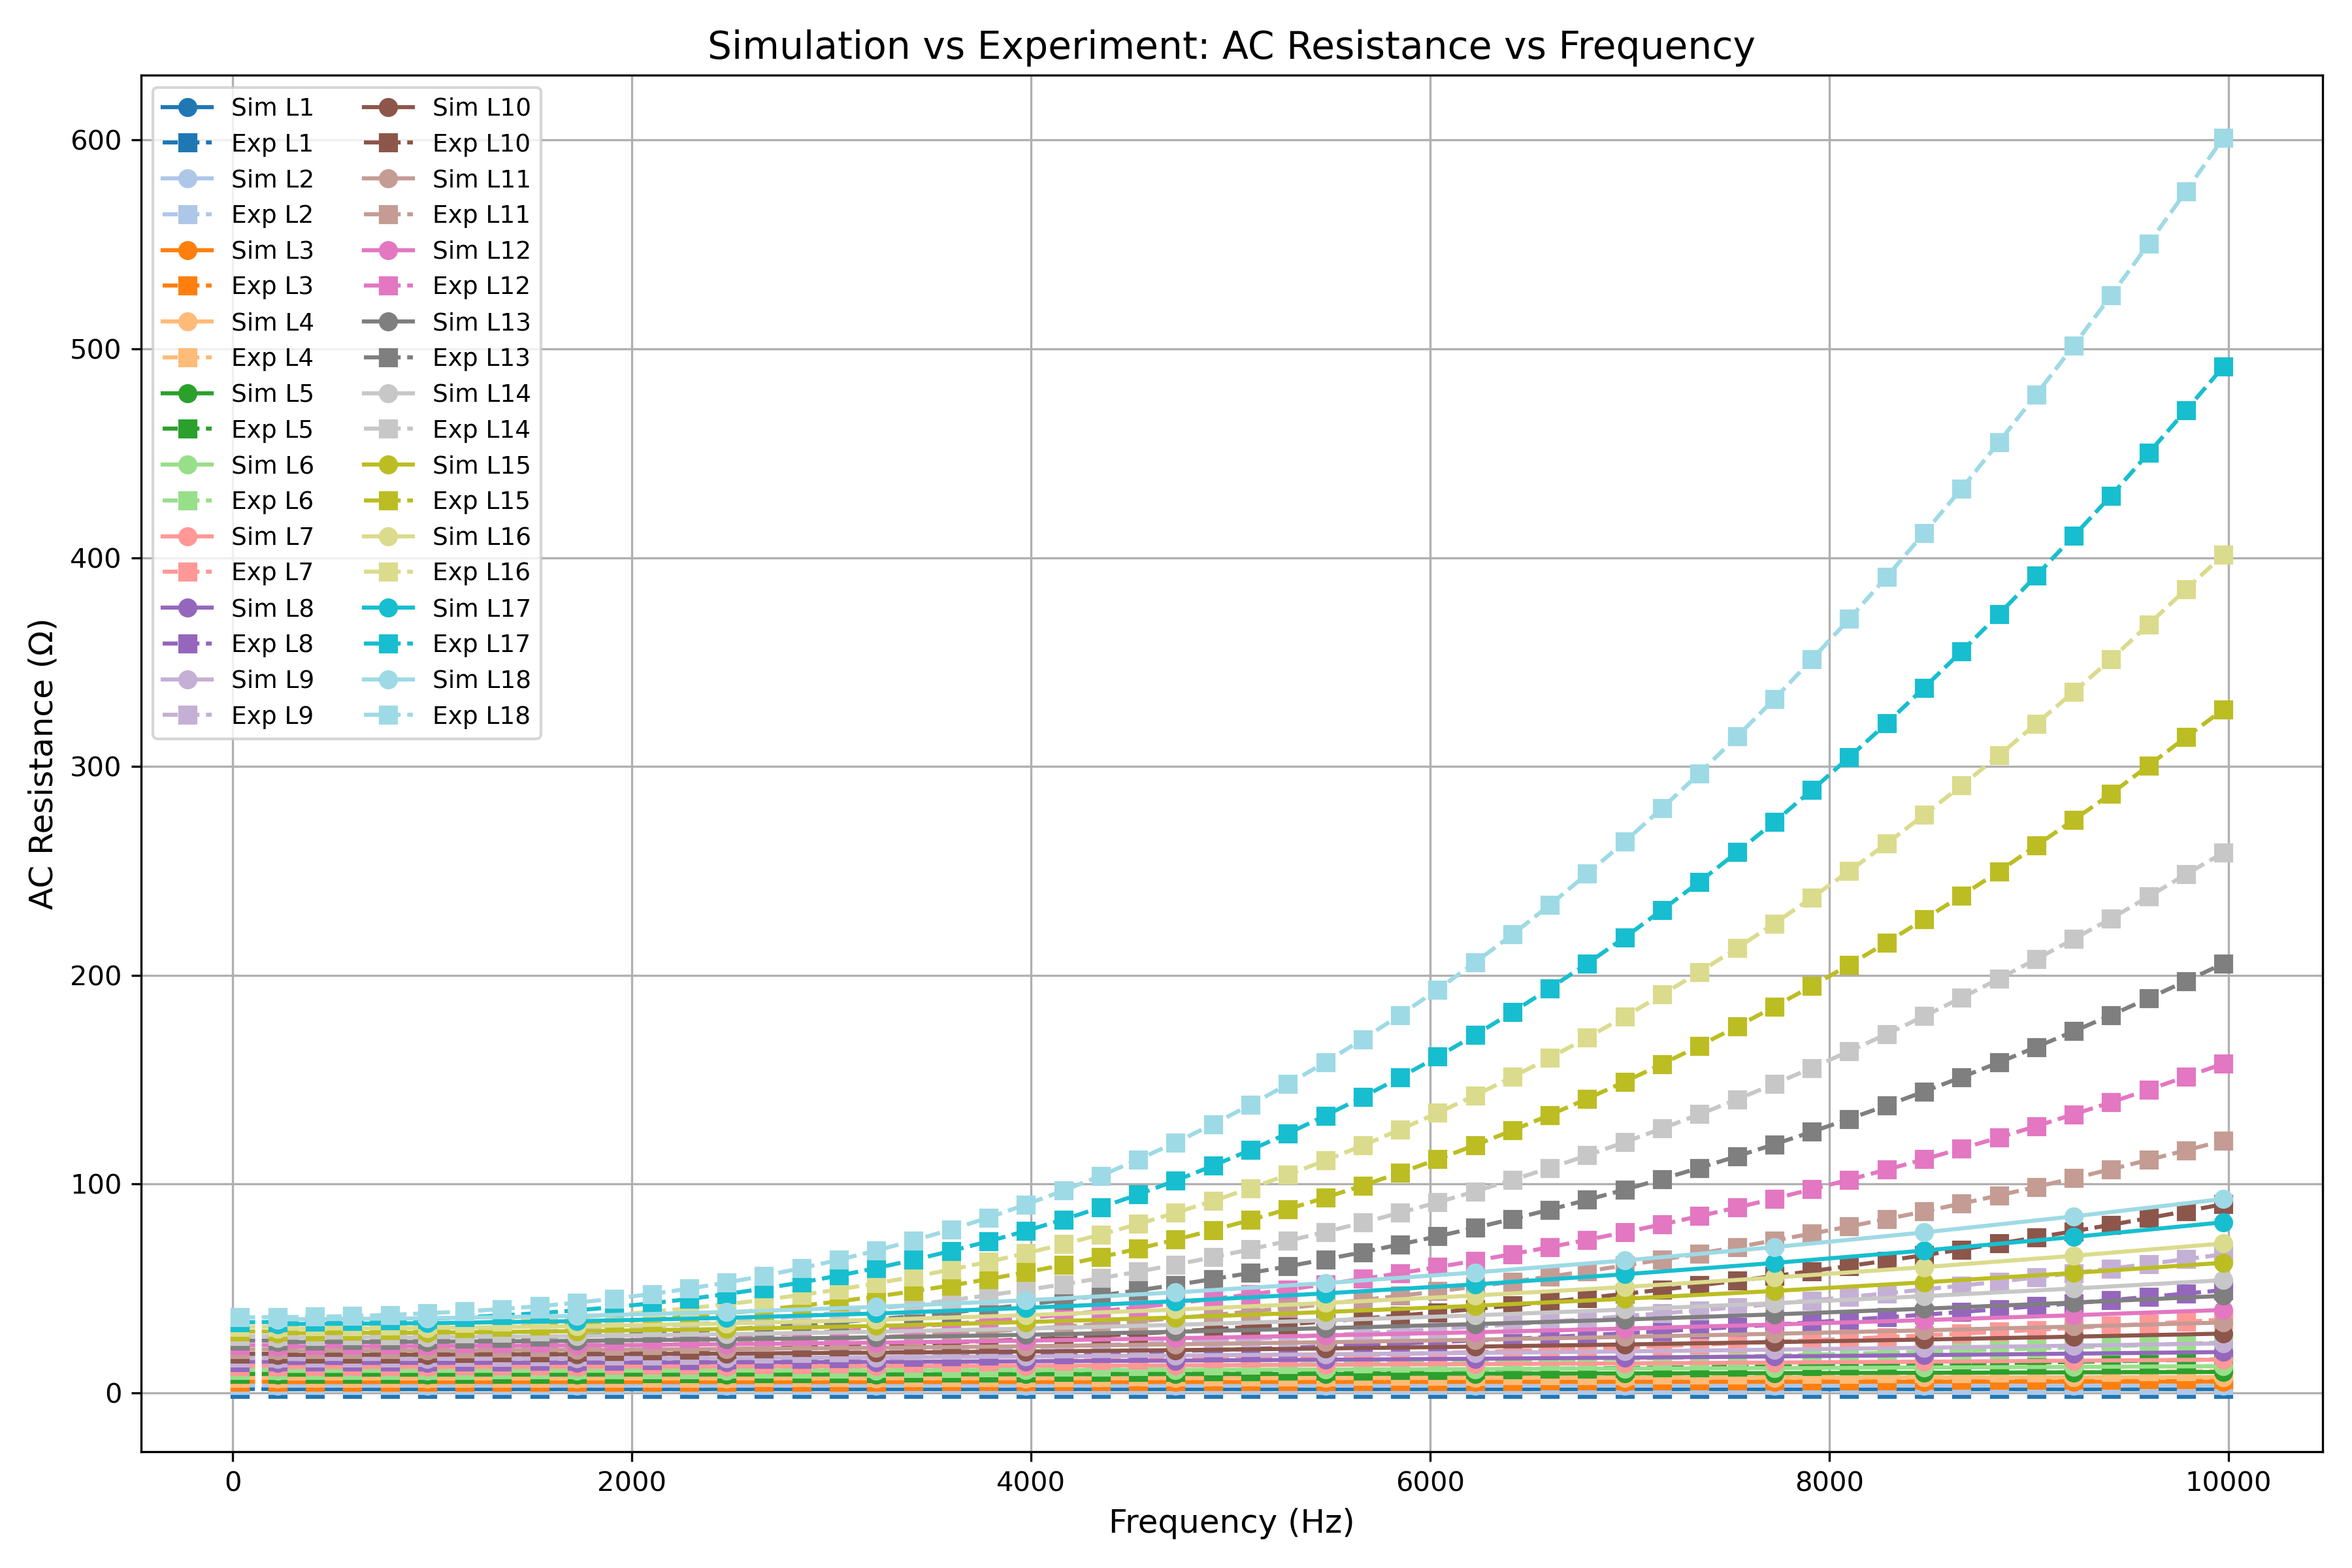 Simulation vs Experiment: AC Resistance vs Frequency
600
500
400
300
200
100
0
AC Resistance (Ω)
Sim L1
Exp L1
Sim L2
Exp L2
Sim L3
Exp L3
Sim L4
Exp L4
Sim L5
Exp L5
Sim L6
Exp L6
Sim L7
Exp L7
Sim L8
Exp L8
Sim L9
Exp L9
Sim L10
Exp L10
Sim L11
Exp L11
Sim L12
Exp L12
Sim L13
Exp L13
Sim L14
Exp L14
Sim L15
Exp L15
Sim L16
Exp L16
Sim L17
Exp L17
Sim L18
Exp L18
0 2000 4000 6000 8000 10000
Frequency (Hz)